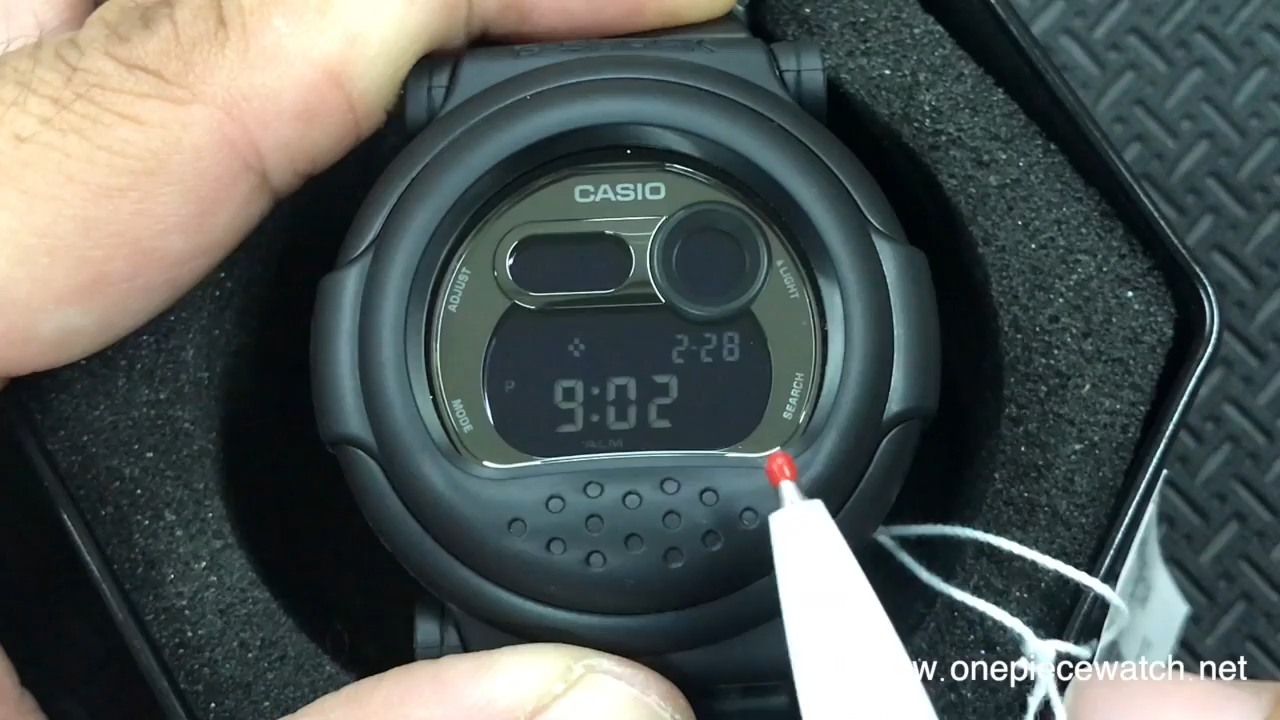 CASIO
ADJUST
LIGHT
2-28
P 9:02
ALM
MODE
SEARCH
w.onepiecewatch.net